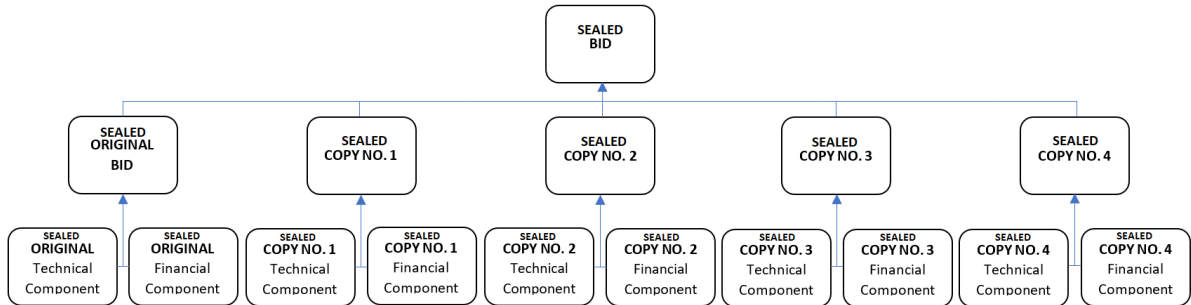 SEALED
BID
SEALED
ORIGINAL
BID
SEALED
COPY NO. 1
SEALED
COPY NO. 2
SEALED
COPY NO. 3
SEALED
COPY NO. 4
SEALED
ORIGINAL
Technical
Component
SEALED
ORIGINAL
Financial
Component
SEALED
COPY NO. 1
Technical
Component
SEALED
COPY NO. 1
Financial
Component
SEALED
COPY NO. 2
Technical
Component
SEALED
COPY NO. 2
Financial
Component
SEALED
COPY NO. 3
Technical
Component
SEALED
COPY NO. 3
Financial
Component
SEALED
COPY NO. 4
Technical
Component
SEALED
COPY NO. 4
Financial
Component